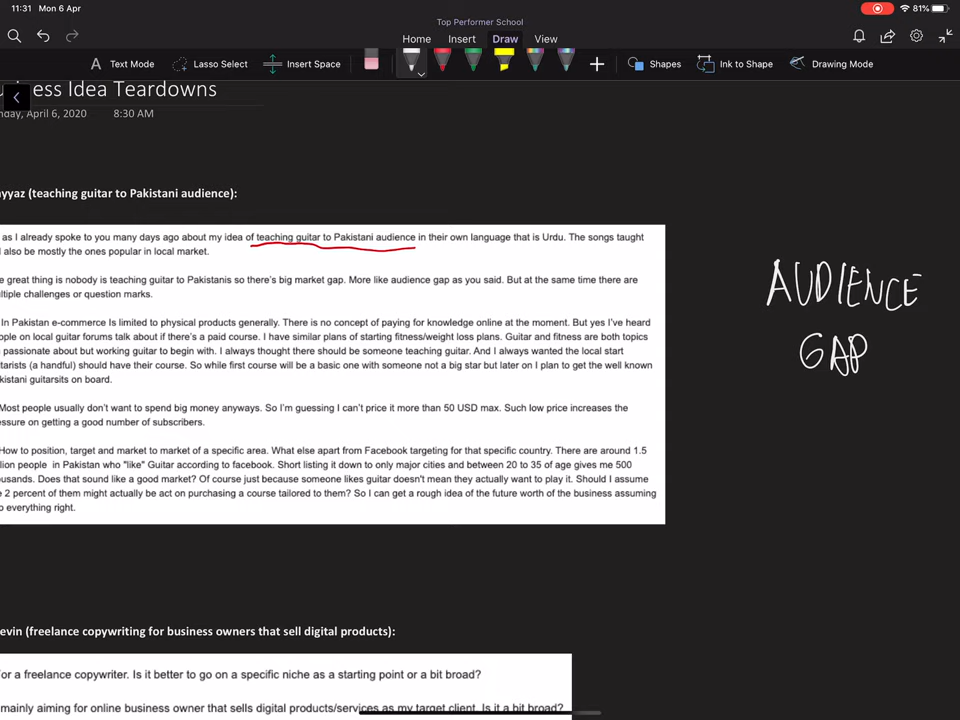 11:31 Mon 6 Apr
81%
Top Performer School
Home Insert Draw View
Text Mode Lasso Select Insert Space Shapes Ink to Shape Drawing Mode
Idea Teardowns
April 6, 2020 8:30 AM
(teaching guitar to Pakistani audience):
as I already spoke to you many days ago about my idea of teaching guitar to Pakistani audience in their own language that is Urdu. The songs taught
also be mostly the ones popular in local market.
great thing is nobody is teaching guitar to Pakistanis so there's big market gap. More like audience gap as you said. But at the same time there are
challenges or question marks.
In Pakistan e-commerce Is limited to physical products generally. There is no concept of paying for knowledge online at the moment. But yes I've heard
on local guitar forums talk about if there's a paid course. I have similar plans of starting fitness/weight loss plans. Guitar and fitness are both topics
passionate about but working guitar to begin with. I always thought there should be someone teaching guitar. And I always wanted the local start
(a handful) should have their course. So while first course will be a basic one with someone not a big star but later on I plan to get the well known
guitarsits on board.
Most people usually don't want to spend big money anyways. So I'm guessing I can't price it more than 50 USD max. Such low price increases the
on getting a good number of subscribers.
How to position, target and market to market of a specific area. What else apart from Facebook targeting for that specific country. There are around 1.5
people in Pakistan who "like" Guitar according to facebook. Short listing it down to only major cities and between 20 to 35 of age gives me 500
Does that sound like a good market? Of course just because someone likes guitar doesn't mean they actually want to play it. Should I assume
2 percent of them might actually be act on purchasing a course tailored to them? So I can get a rough idea of the future worth of the business assuming
everything right.
AUDIENCE
GAP
(freelance copywriting for business owners that sell digital products):
or a freelance copywriter. Is it better to go on a specific niche as a starting point or a bit broad?
mainly aiming for online business owner that sells digital products/services as my target client. Is it a bit broad?